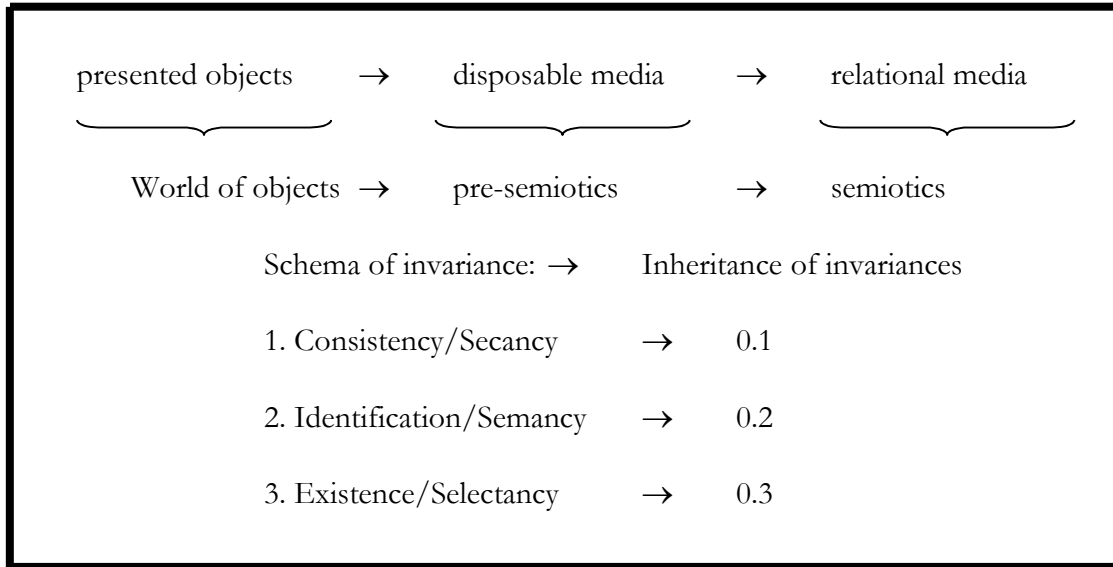 presented objects → disposable media → relational media
World of objects → pre-semiotics → semiotics
Schema of invariance: → Inheritance of invariances
1. Consistency/Secancy → 0.1
2. Identification/Semancy → 0.2
3. Existence/Selectancy → 0.3